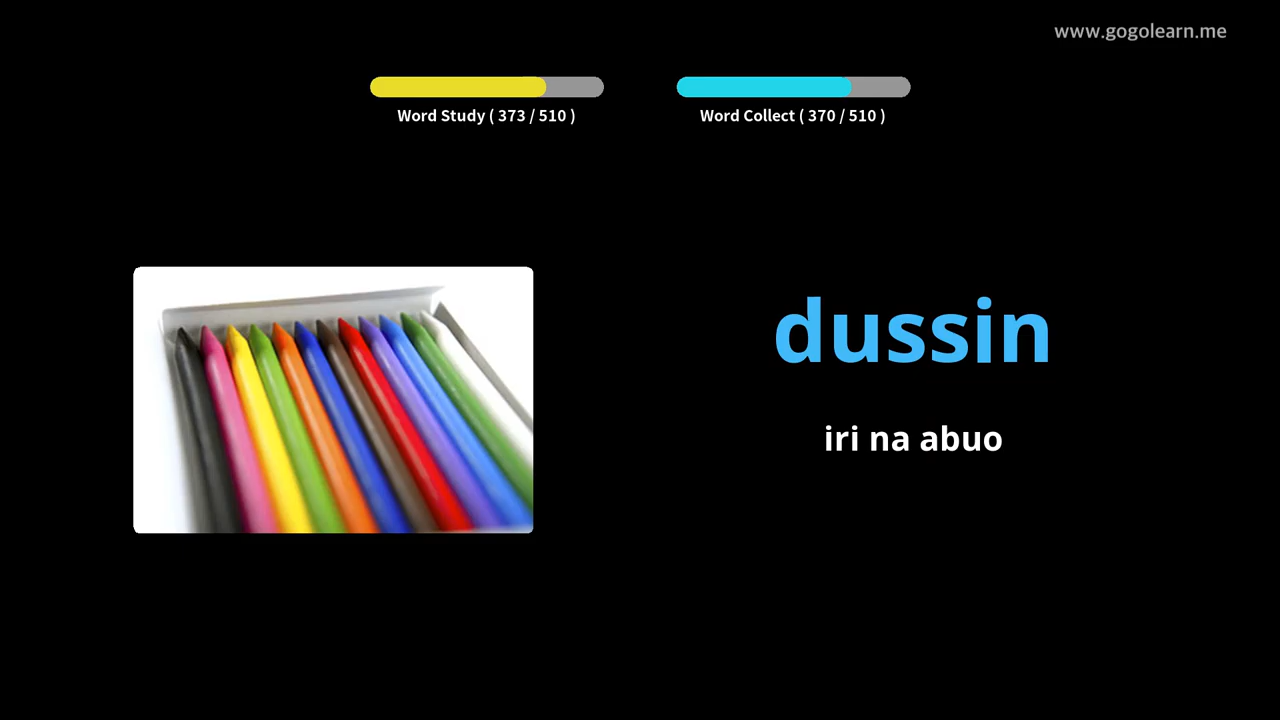 www.gogolearn.me
Word Study ( 373 / 510 )
Word Collect ( 370 / 510 )
dussin
iri na abuo